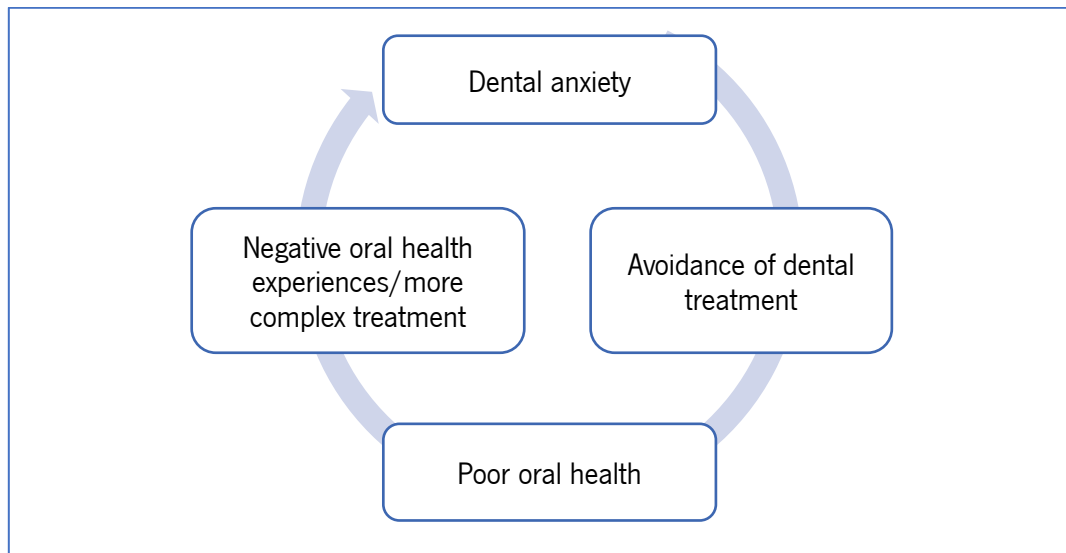 Dental anxiety
Negative oral health
experiences/more
complex treatment
Avoidance of dental
treatment
Poor oral health